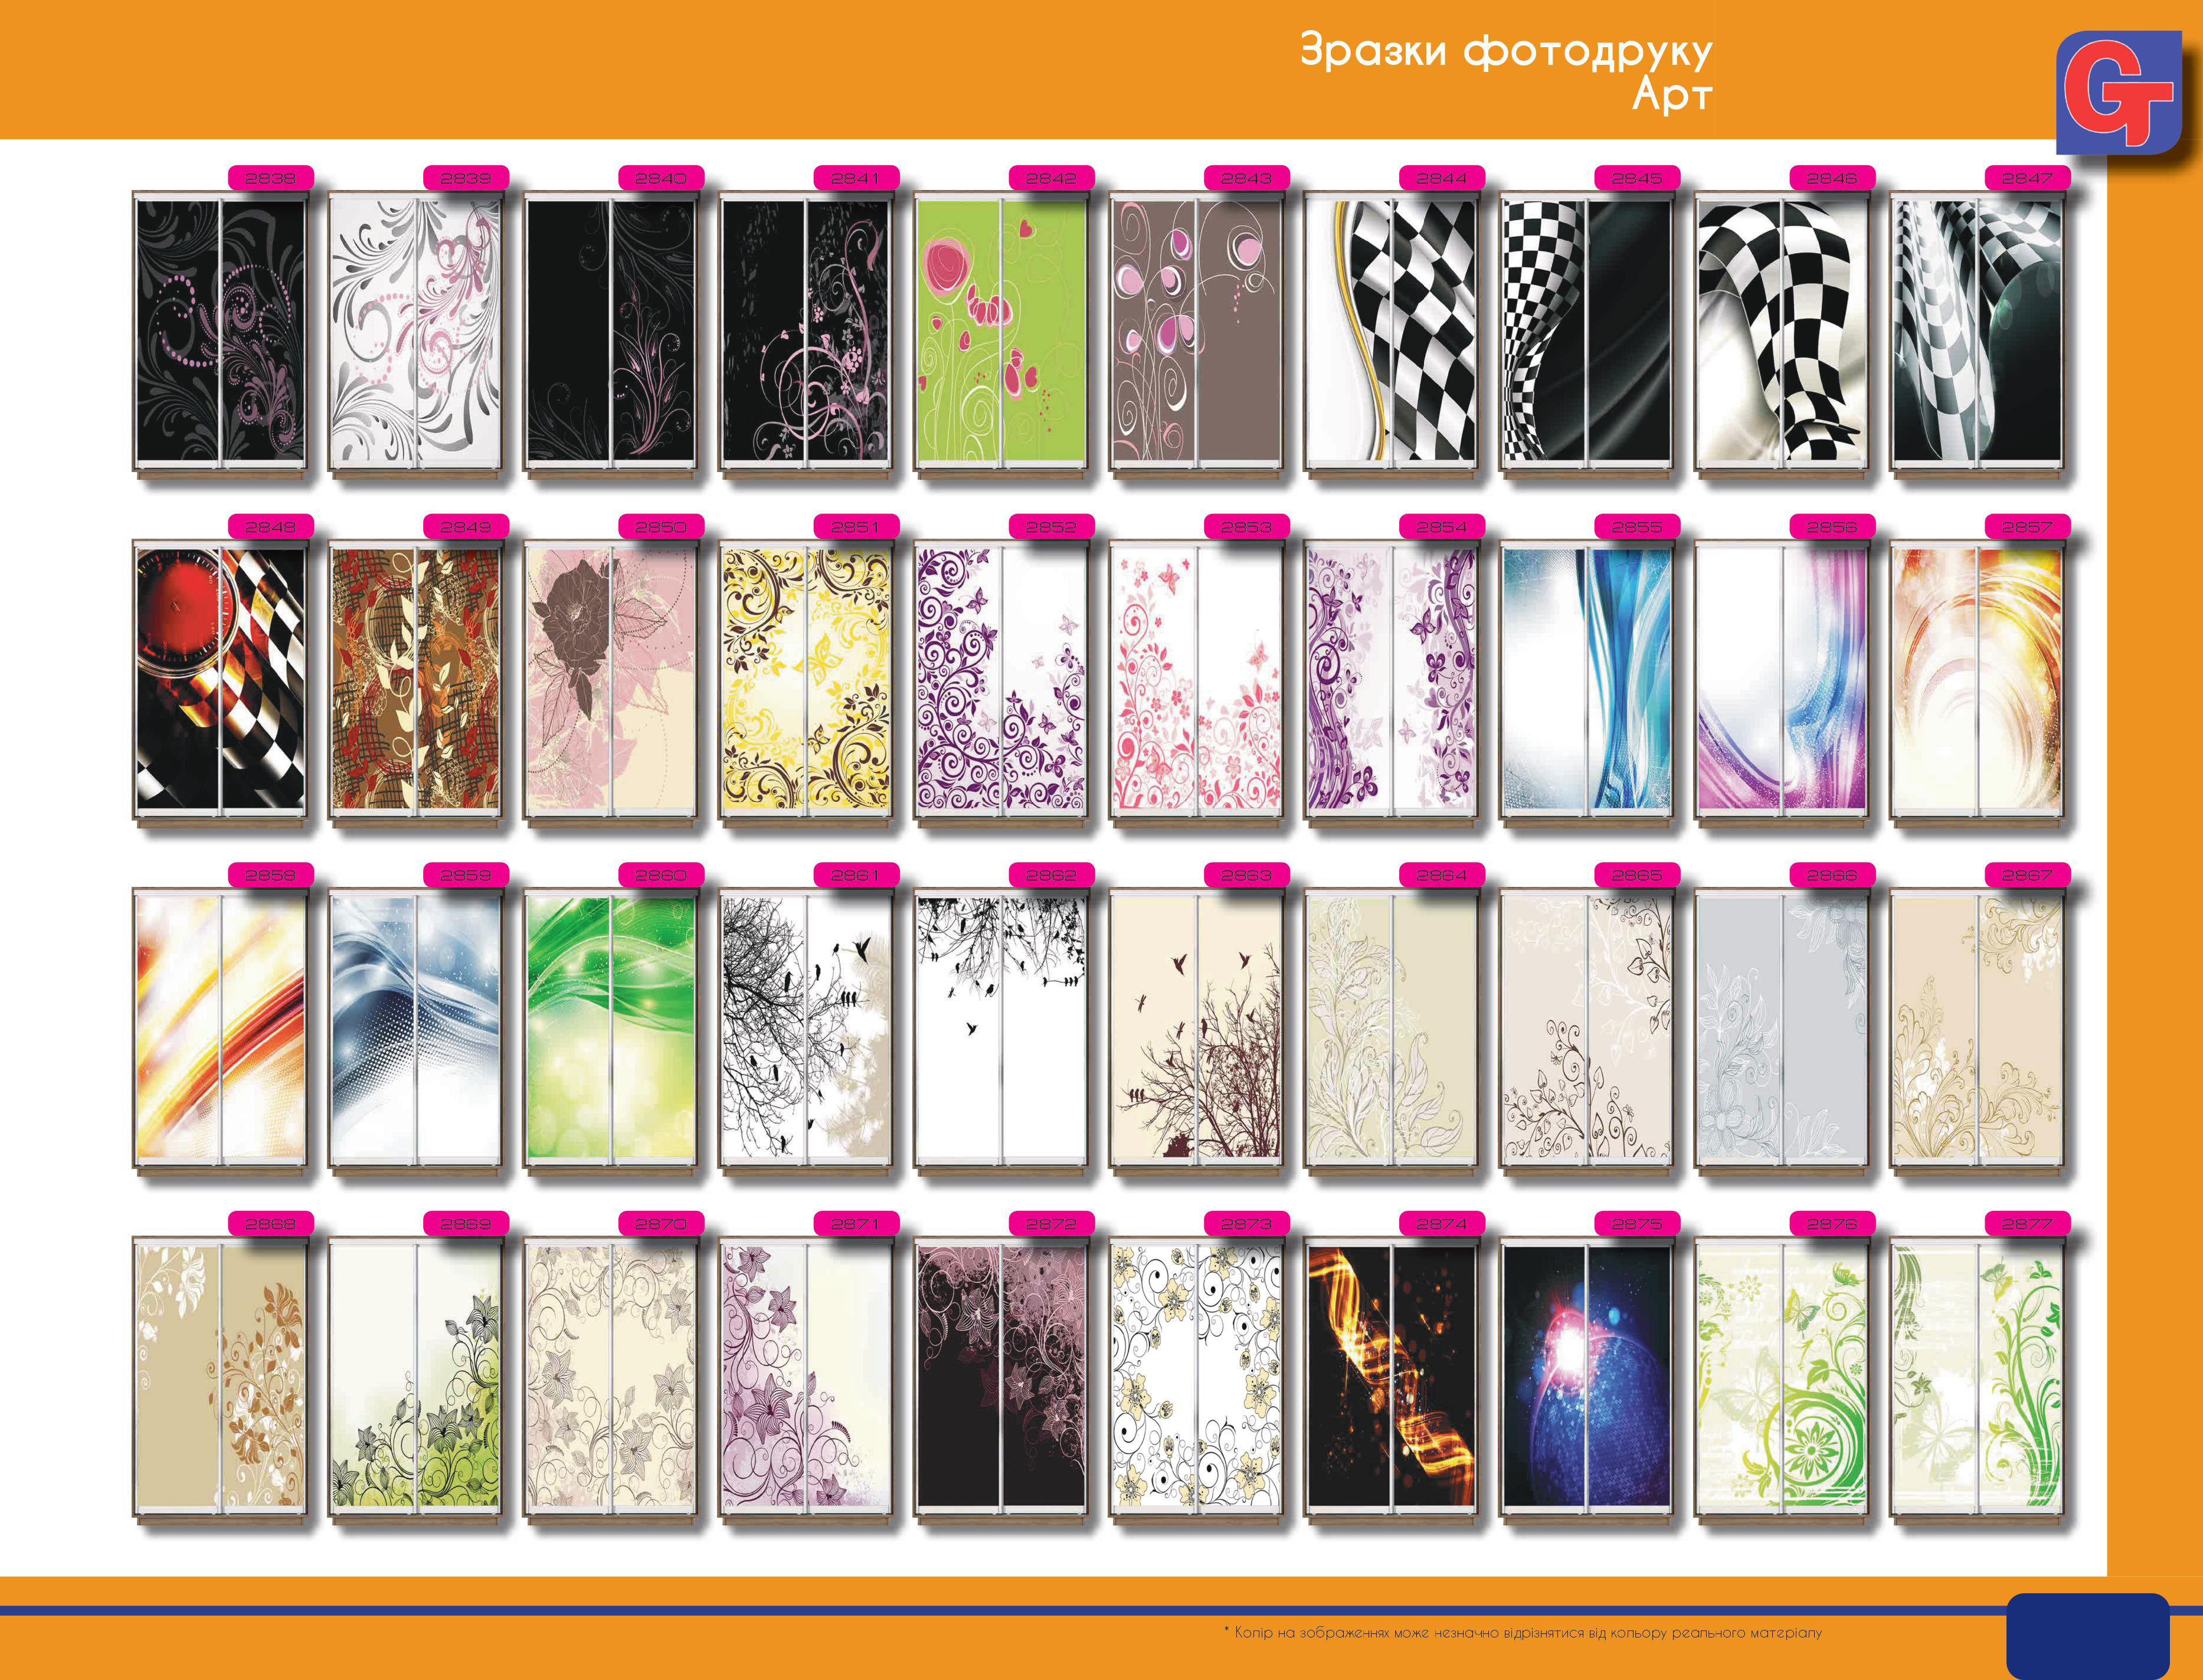 Зразки фотодруку
Арт
GT
2838 2839 2840 2841 2842 2843 2844 2845 2846 2847
2848 2849 2850 2851 2852 2853 2854 2855 2856 2857
2858 2859 2860 2861 2862 2863 2864 2865 2866 2867
2868 2869 2870 2871 2872 2873 2874 2875 2876 2877
* Колір на зображеннях може незначно відрізнятися від кольору реального матеріалу